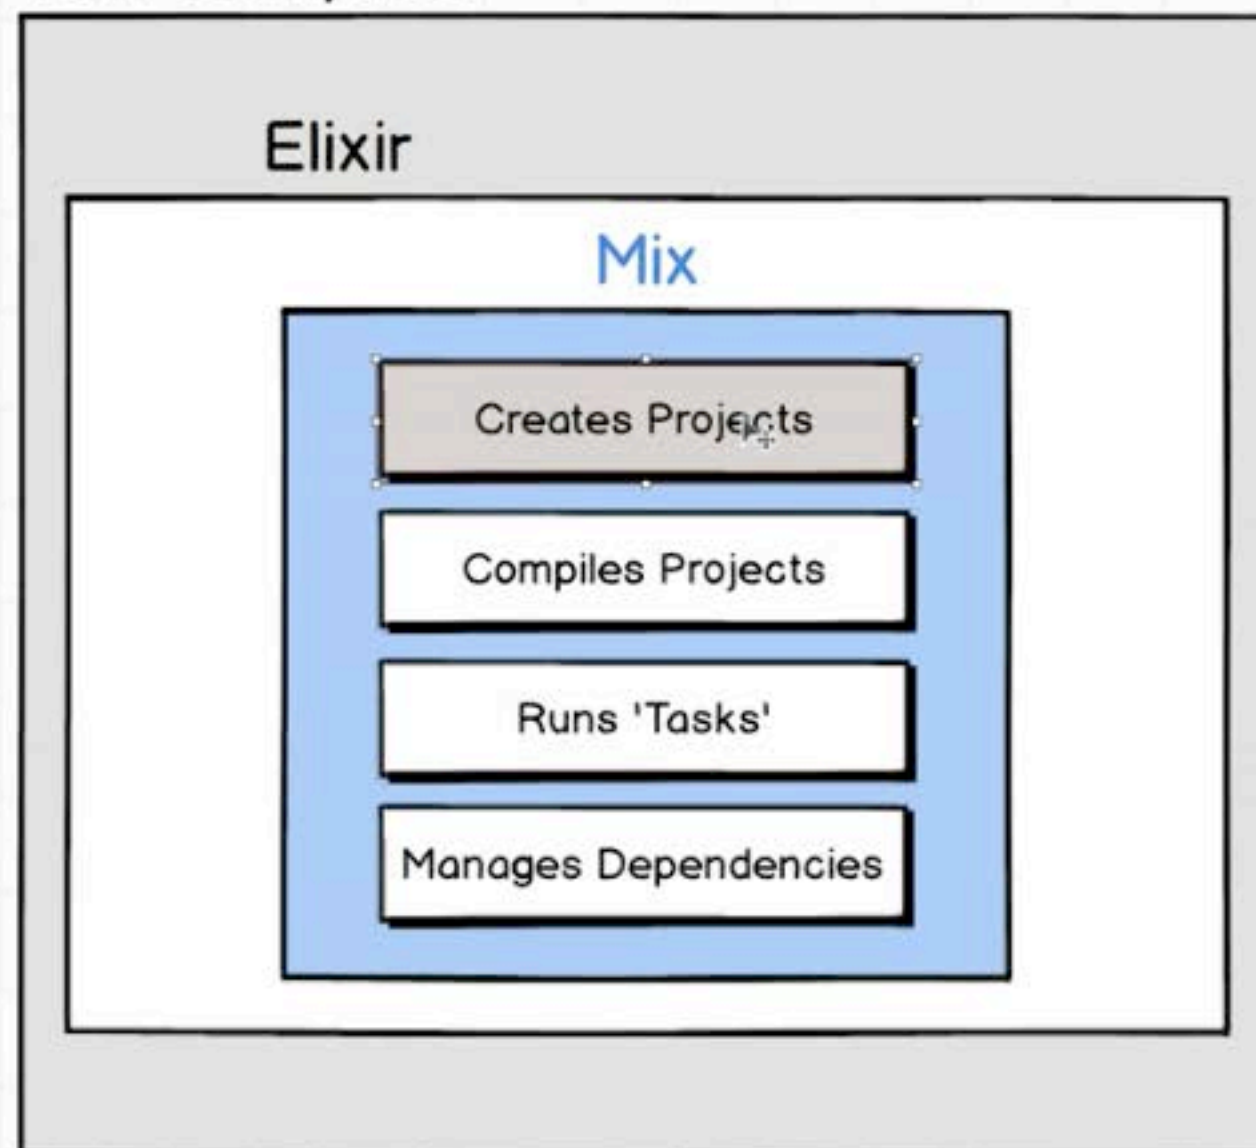 Elixir
Mix
Creates Projects
Compiles Projects
Runs 'Tasks'
Manages Dependencies